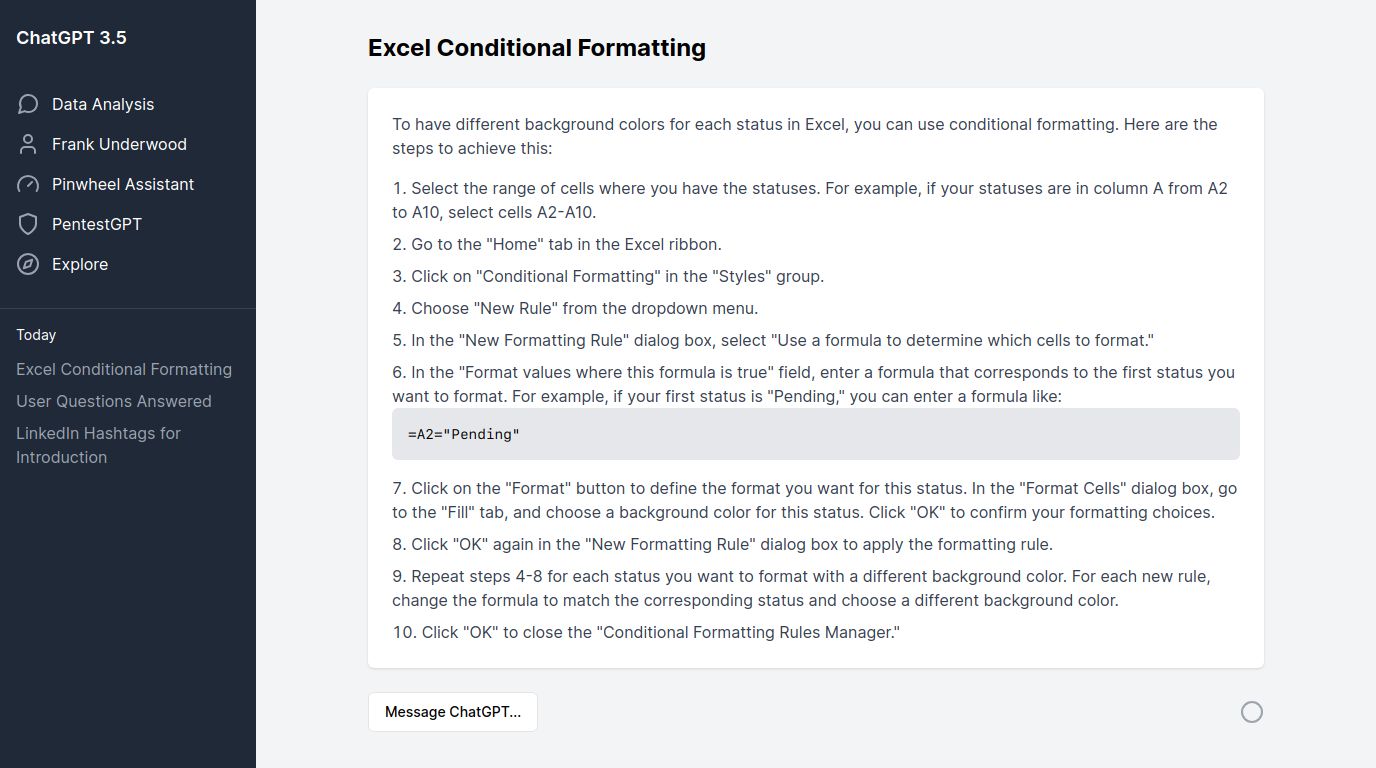 ChatGPT 3.5
Data Analysis
Frank Underwood
Pinwheel Assistant
PentestGPT
Explore
Today
Excel Conditional Formatting
User Questions Answered
LinkedIn Hashtags for
Introduction
Excel Conditional Formatting
To have different background colors for each status in Excel, you can use conditional formatting. Here are the
steps to achieve this:
1. Select the range of cells where you have the statuses. For example, if your statuses are in column A from A2
to A10, select cells A2-A10.
2. Go to the "Home" tab in the Excel ribbon.
3. Click on "Conditional Formatting" in the "Styles" group.
4. Choose "New Rule" from the dropdown menu.
5. In the "New Formatting Rule" dialog box, select "Use a formula to determine which cells to format."
6. In the "Format values where this formula is true" field, enter a formula that corresponds to the first status you
want to format. For example, if your first status is "Pending," you can enter a formula like:
=A2="Pending"
7. Click on the "Format" button to define the format you want for this status. In the "Format Cells" dialog box, go
to the "Fill" tab, and choose a background color for this status. Click "OK" to confirm your formatting choices.
8. Click "OK" again in the "New Formatting Rule" dialog box to apply the formatting rule.
9. Repeat steps 4-8 for each status you want to format with a different background color. For each new rule,
change the formula to match the corresponding status and choose a different background color.
10. Click "OK" to close the "Conditional Formatting Rules Manager."
Message ChatGPT...